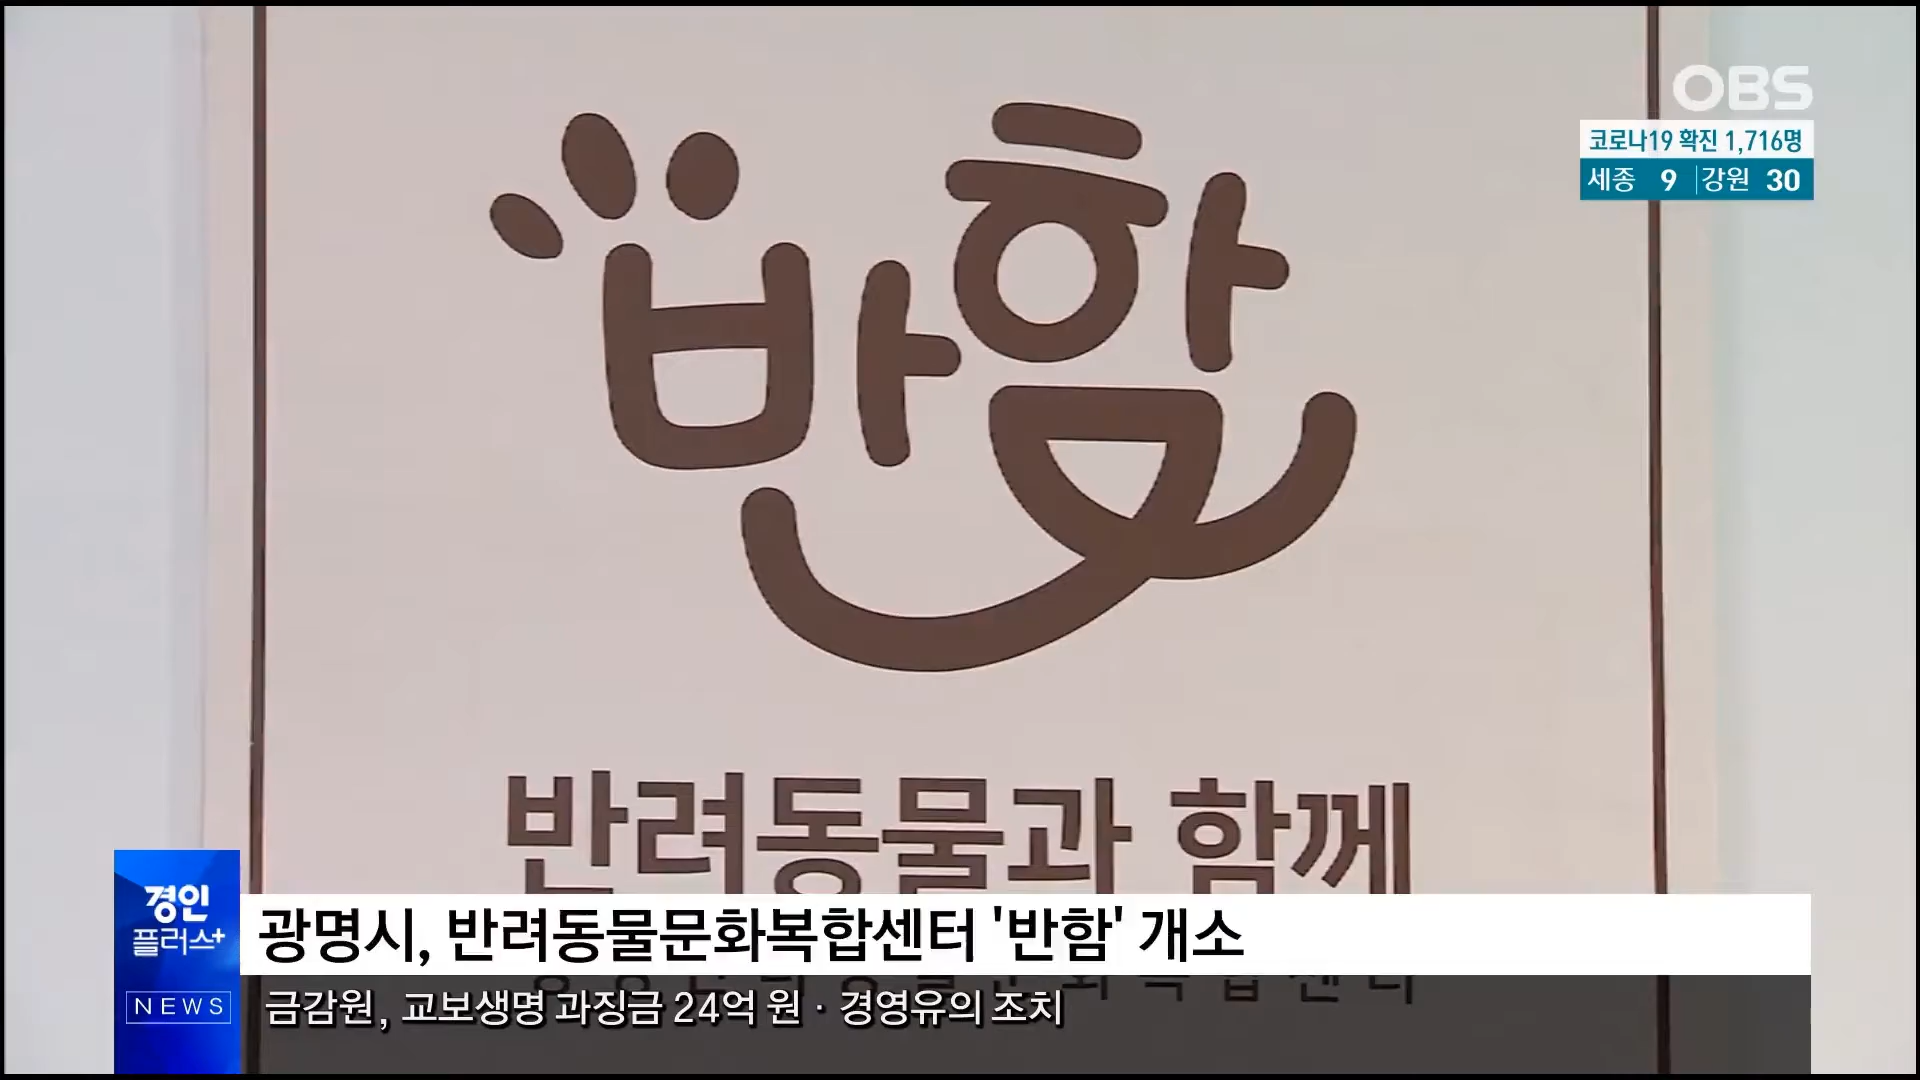 OBS
코로나19 확진 1,716명
세종 9 강원 30
반함
반려동물과 함께
경인
플러스+
NEWS
광명시, 반려동물문화복합센터 '반함' 개소
금감원, 교보생명 과징금 24억 원·경영유의 조치